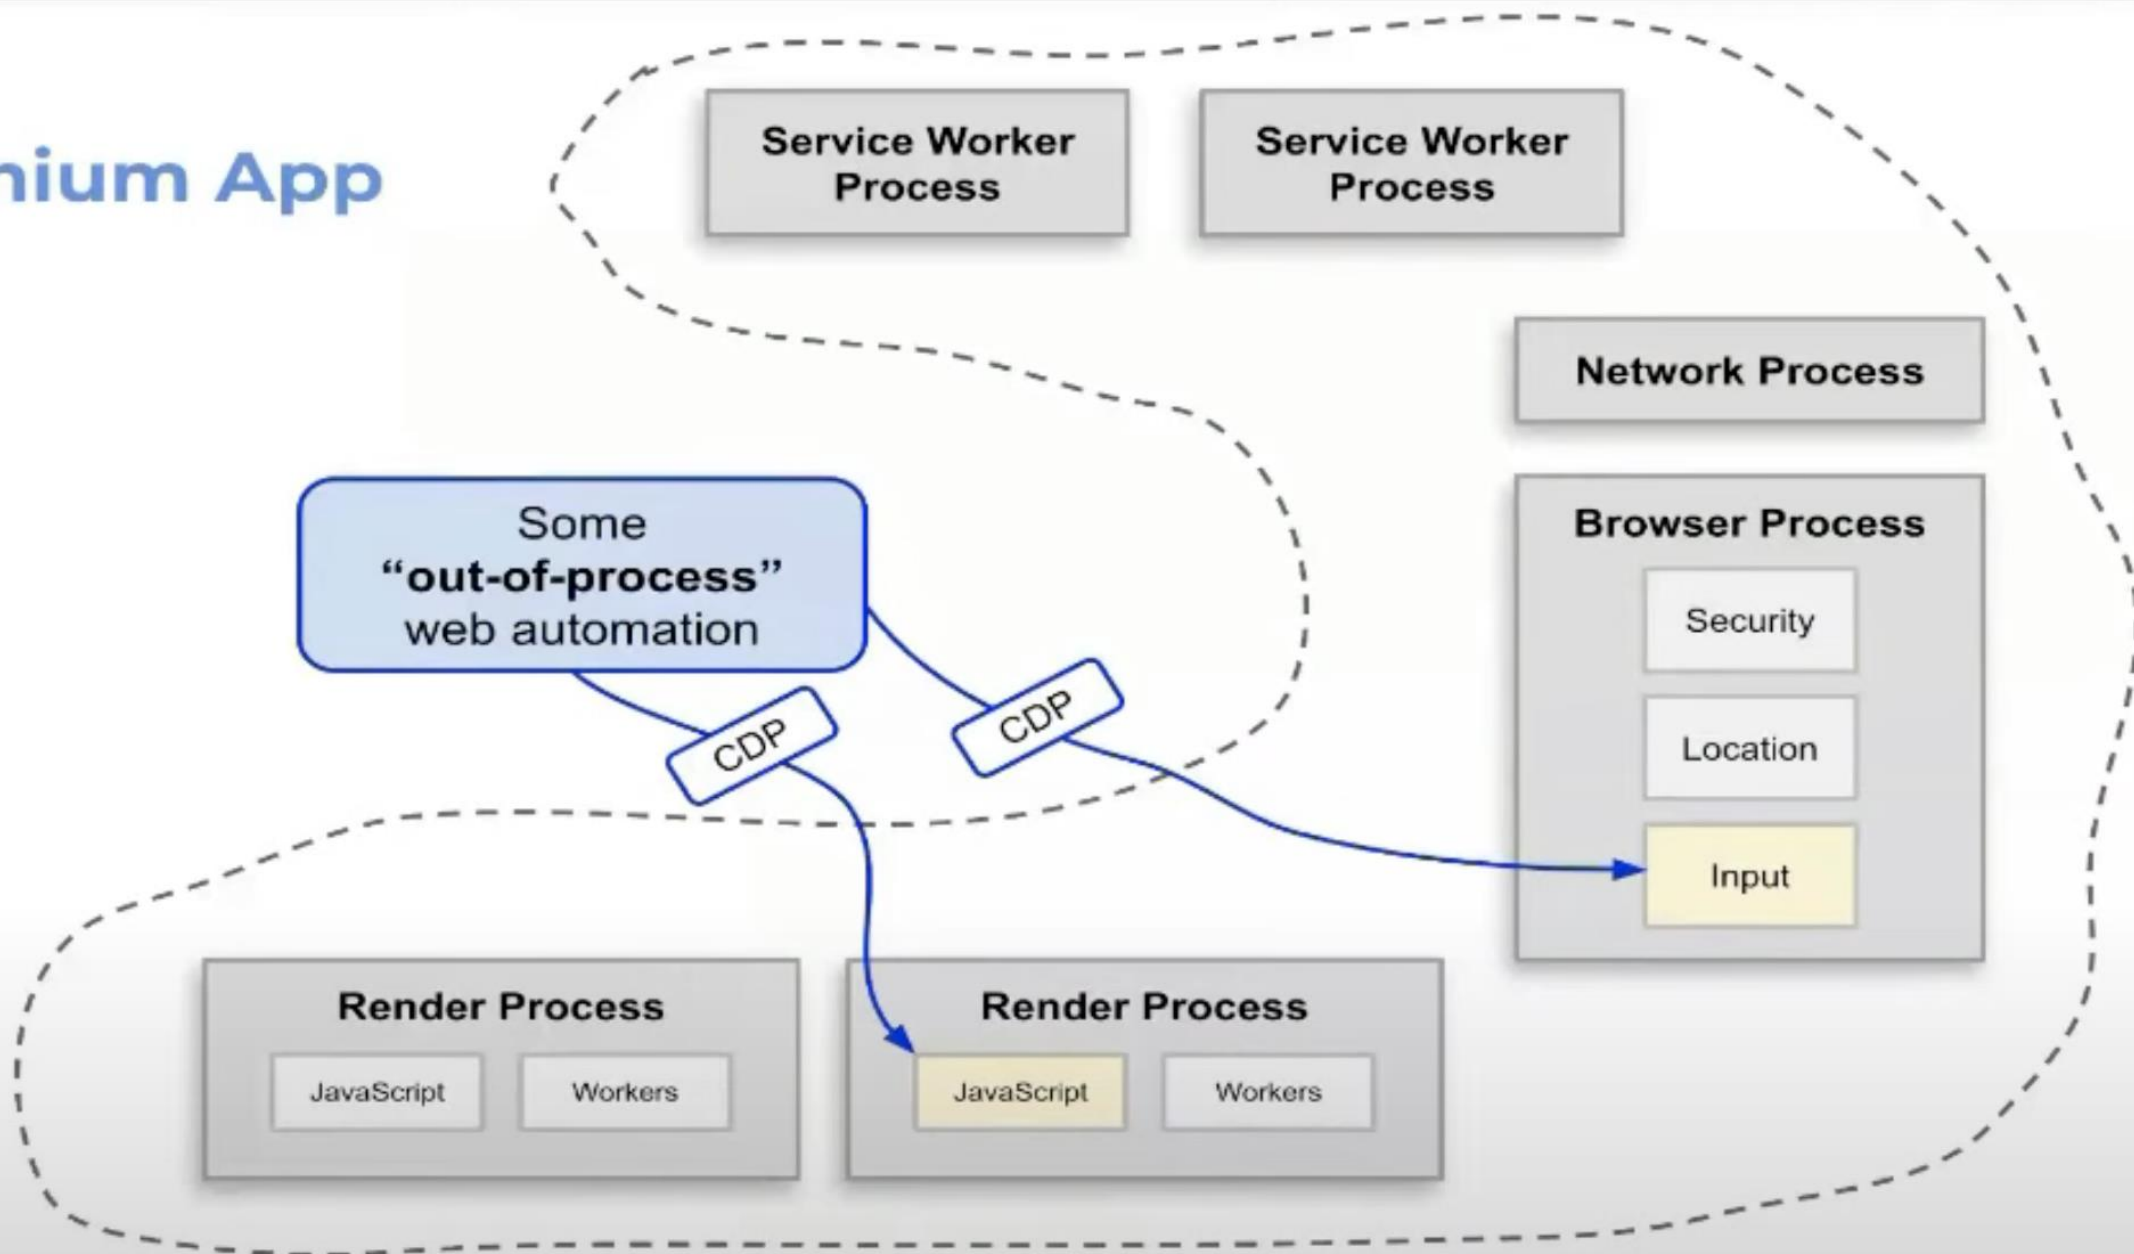 nium App
Service Worker
Process
Service Worker
Process
Network Process
Some
“out-of-process”
web automation
CDP
CDP
Browser Process
Security
Location
Input
Render Process
JavaScript
Workers
Render Process
JavaScript
Workers